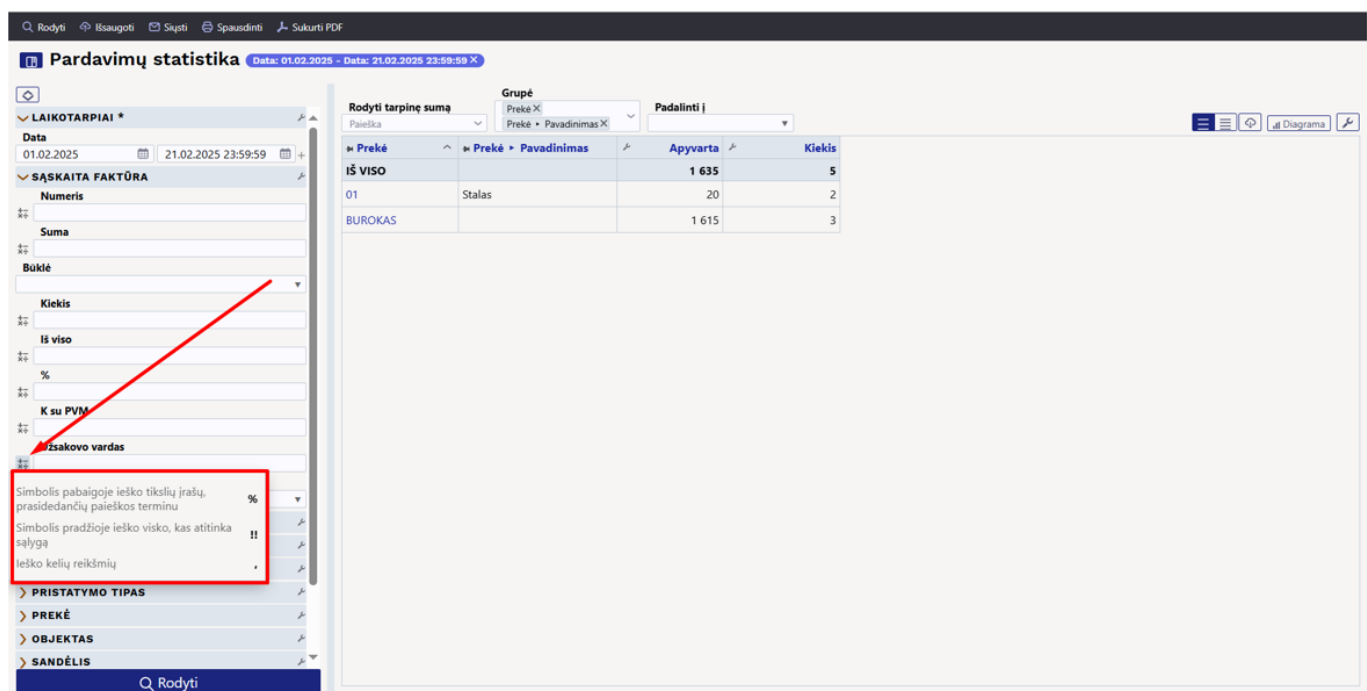 Rodyti Išsaugoti Siųsti Spausdinti Sukurti PDF
Pardavimų statistika Data: 01.02.2025 - Data: 21.02.2025 23:59:59 X
LAIKOTARPIAI *
Data
01.02.2025 21.02.2025 23:59:59 +
SĄSKAITA FAKTŪRA
Numeris
Suma
Būklė
Kiekis
Iš viso
%
K su PVM
Užsakovo vardas
Simbolis pabaigoje ieško tikslių įrašų,
prasidedančių paieškos terminu %
Simbolis pradžioje ieško visko, kas atitinka
sąlygą !!
Ieško kelių reikšmių ,
PRISTATYMO TIPAS
PREKĖ
OBJEKTAS
SANDĖLIS
Rodyti
Rodyti tarpinę sumą Grupė Padalinti į
Paieška
Prekė X
Prekė ‣ Pavadinimas X
Diagrama
Prekė Prekė ‣ Pavadinimas Apyvarta Kiekis
IŠ VISO 1 635 5
01 Stalas 20 2
BUROKAS 1 615 3